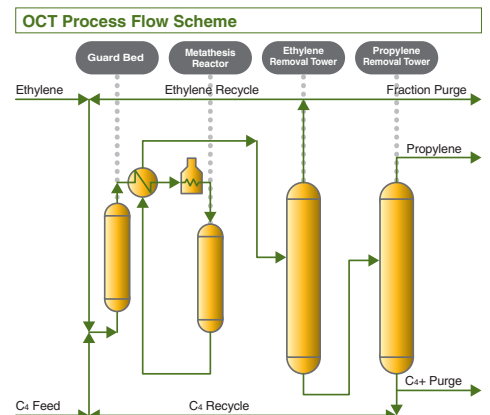 OCT Process Flow Scheme
Guard Bed
Metathesis
Reactor
Ethylene
Removal Tower
Propylene
Removal Tower
Ethylene
Ethylene Recycle
Fraction Purge
Propylene
C4+ Purge
C4 Feed
C4 Recycle